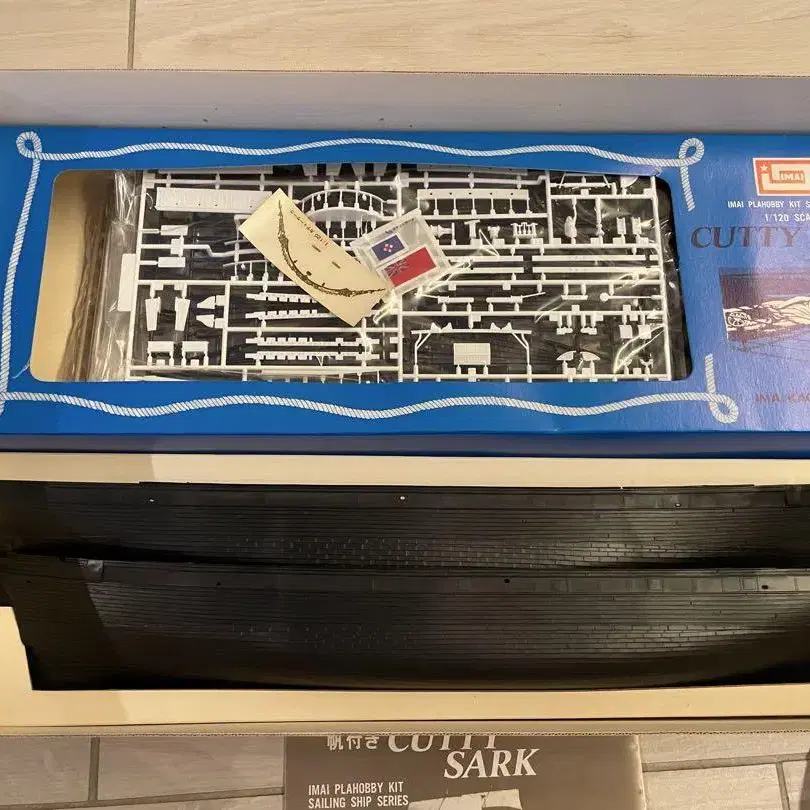 IMAI
IMAI PLAHOBBY KIT S
1/120 SCA
CUTTY
帆付き CUTTY
SARK
IMAI PLAHOBBY KIT
SAILING SHIP SERIES